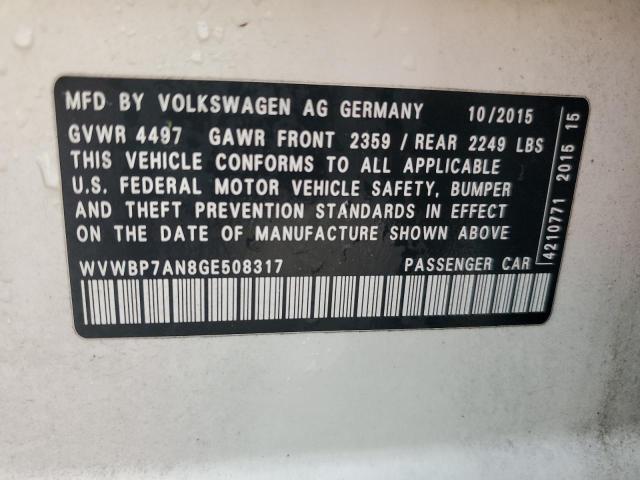 MFD BY VOLKSWAGEN AG GERMANY 10/2015
GVWR 4497 GAWR FRONT 2359 / REAR 2249 LBS
THIS VEHICLE CONFORMS TO ALL APPLICABLE
U.S. FEDERAL MOTOR VEHICLE SAFETY, BUMPER
AND THEFT PREVENTION STANDARDS IN EFFECT
ON THE DATE OF MANUFACTURE SHOWN ABOVE
WVWBP7AN8GE508317 PASSENGER CAR
4210771 2015 15